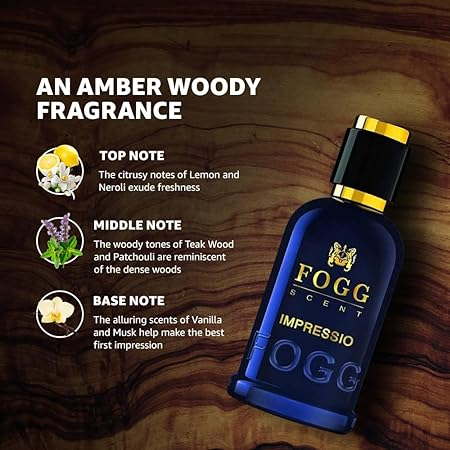 AN AMBER WOODY
FRAGRANCE
TOP NOTE
The citrusy notes of Lemon and
Neroli exude freshness
MIDDLE NOTE
The woody tones of Teak Wood
and Patchouli are reminiscent
of the dense woods
BASE NOTE
The alluring scents of Vanilla
and Musk help make the best
first impression
FOGG
SCENT
IMPRESSIO
FOGG